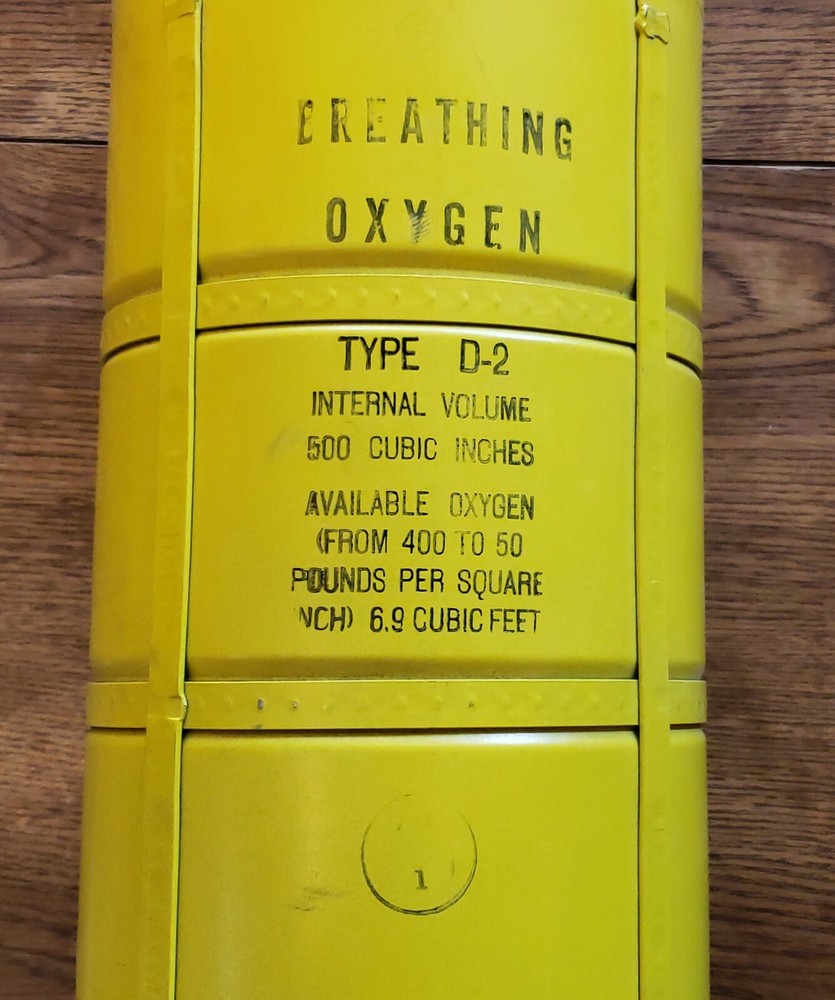 BREATHING
OXYGEN
TYPE D-2
INTERNAL VOLUME
500 CUBIC INCHES
AVAILABLE OXYGEN
(FROM 400 TO 50
POUNDS PER SQUARE
NCH) 6.9 CUBIC FEET
1